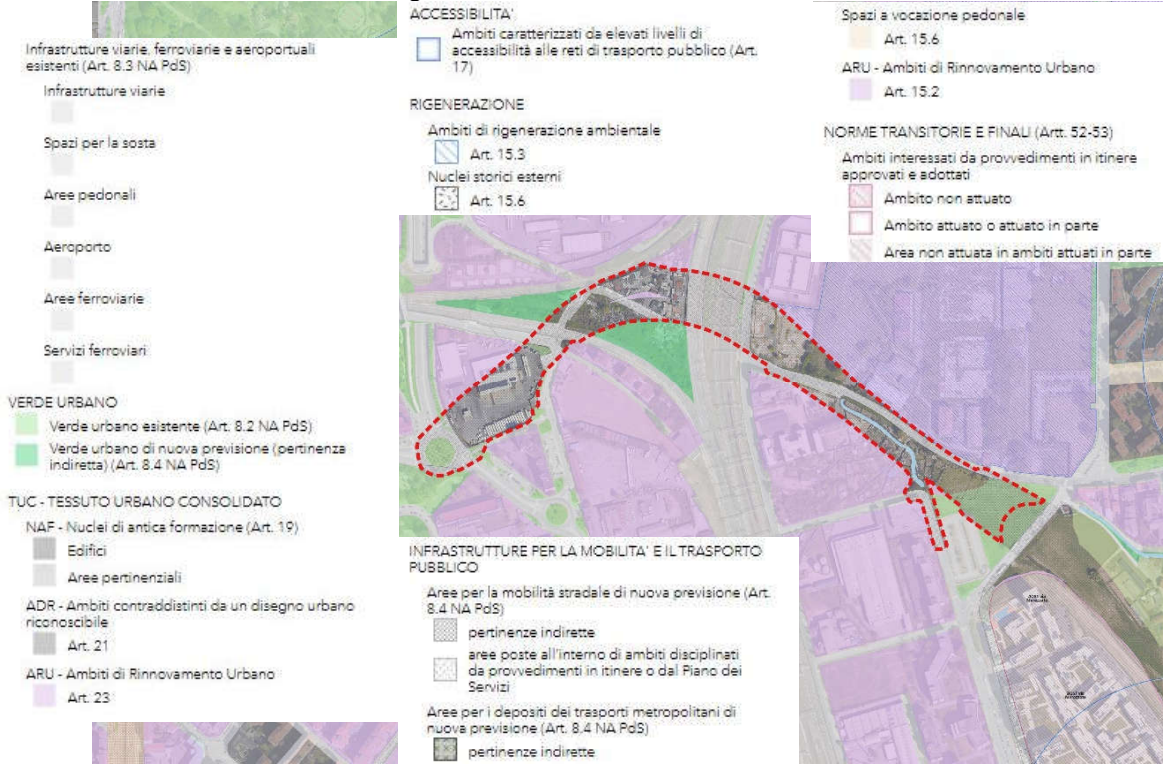 Infrastrutture viarie, ferroviarie e aeroportuali
esistenti (Art. 8.3 NA PdS)
Infrastrutture viarie
Spazi per la sosta
Aree pedonali
Aeroporto
Aree ferroviarie
Servizi ferroviari
VERDE URBANO
Verde urbano esistente (Art. 8.2 NA PdS)
Verde urbano di nuova previsione (pertinenza
indiretta) (Art. 8.4 NA PdS)
TUC - TESSUTO URBANO CONSOLIDATO
NAF - Nuclei di antica formazione (Art. 19)
Edifici
Aree pertinenziali
ADR - Ambiti contraddistinti da un disegno urbano
riconoscibile
Art. 21
ARU - Ambiti di Rinnovamento Urbano
Art. 23
ACCESSIBILITA'
Ambiti caratterizzati da elevati livelli di
accessibilità alle reti di trasporto pubblico (Art.
17)
RIGENERAZIONE
Ambiti di rigenerazione ambientale
Art. 15.3
Nuclei storici esterni
Art. 15.6
INFRASTRUTTURE PER LA MOBILITA' E IL TRASPORTO
PUBBLICO
Aree per la mobilità stradale di nuova previsione (Art.
8.4 NA PdS)
pertinenze indirette
aree poste all'interno di ambiti disciplinati
da provvedimenti in itinere o dal Piano dei
Servizi
Aree per i depositi dei trasporti metropolitani di
nuova previsione (Art. 8.4 NA PdS)
pertinenze indirette
Spazi a vocazione pedonale
Art. 15.6
ARU - Ambiti di Rinnovamento Urbano
Art. 15.2
NORME TRANSITORIE E FINALI (Artt. 52-53)
Ambiti interessati da provvedimenti in itinere
approvati e adottati
Ambito non attuato
Ambito attuato o attuato in parte
Area non attuata in ambiti attuati in parte